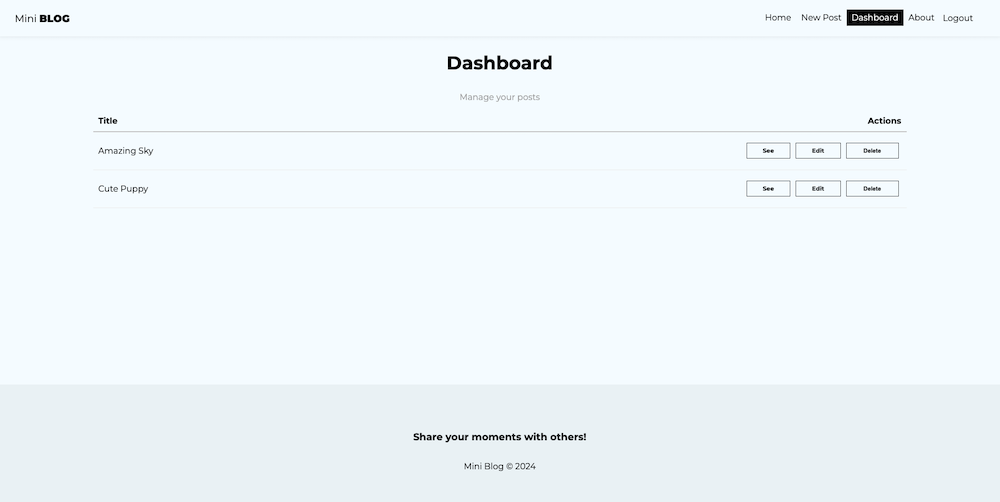 Mini BLOG Home New Post Dashboard About Logout
Dashboard
Manage your posts
Title Actions
Amazing Sky See Edit Delete
Cute Puppy See Edit Delete
Share your moments with others!
Mini Blog © 2024